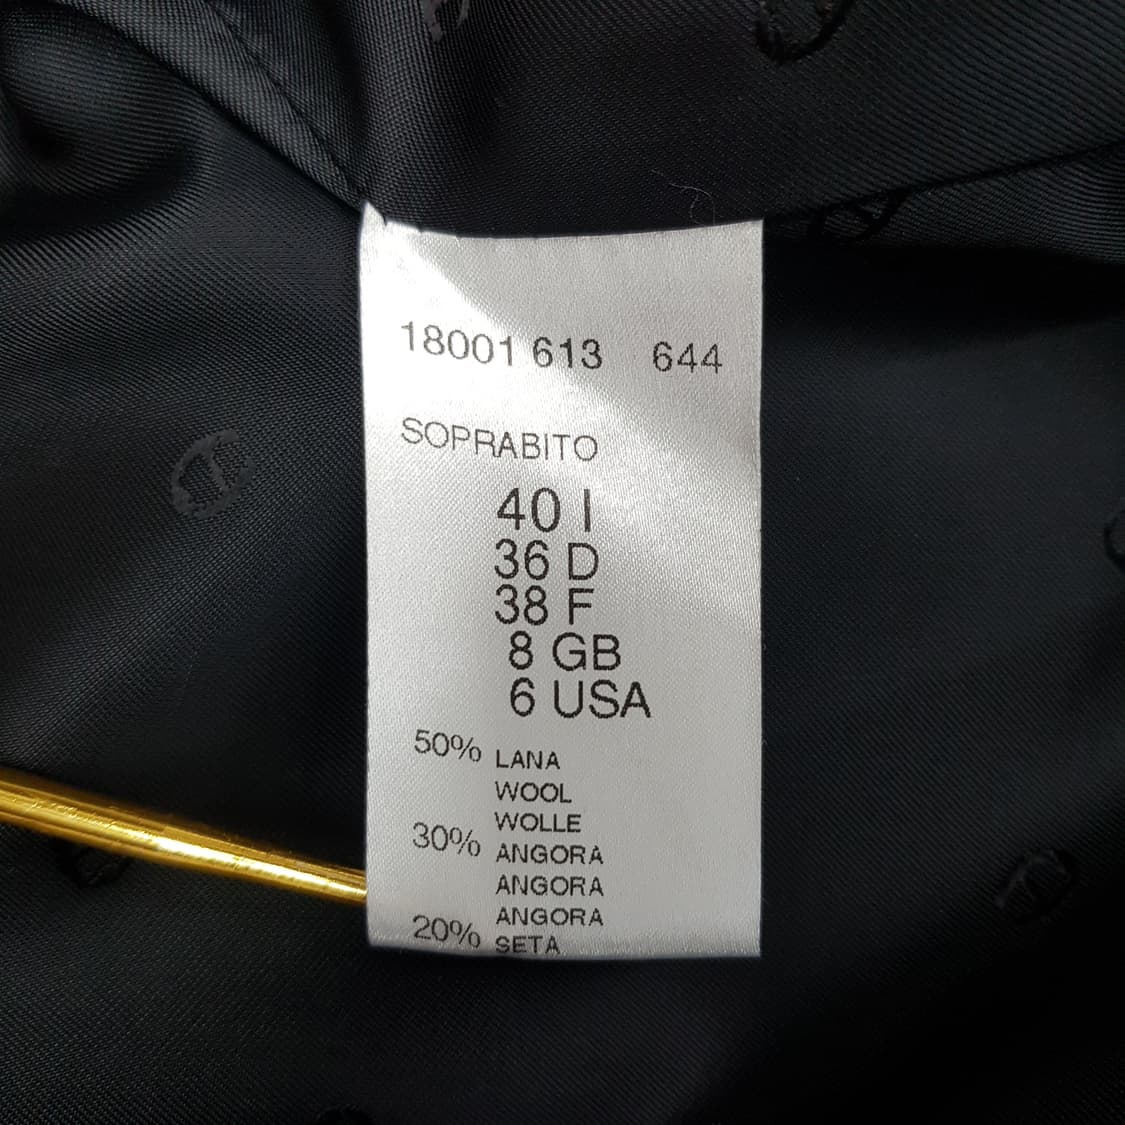 18001 613 644
SOPRABITO
40 I
36 D
38 F
8 GB
6 USA
50% LANA
WOOL
WOLLE
30% ANGORA
ANGORA
ANGORA
20% SETA